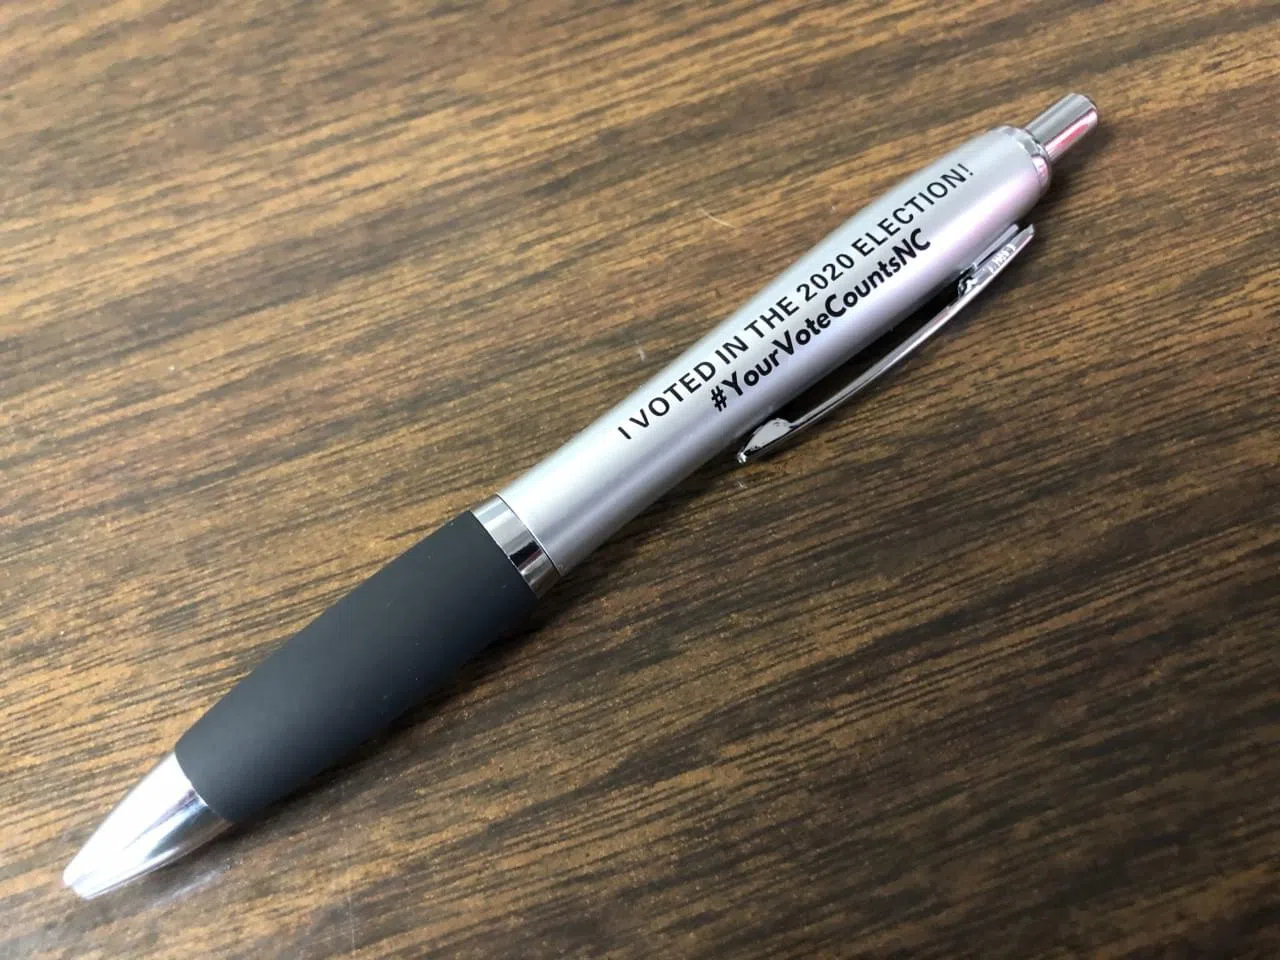 I VOTED IN THE 2020 ELECTION!
#YourVoteCountsNC